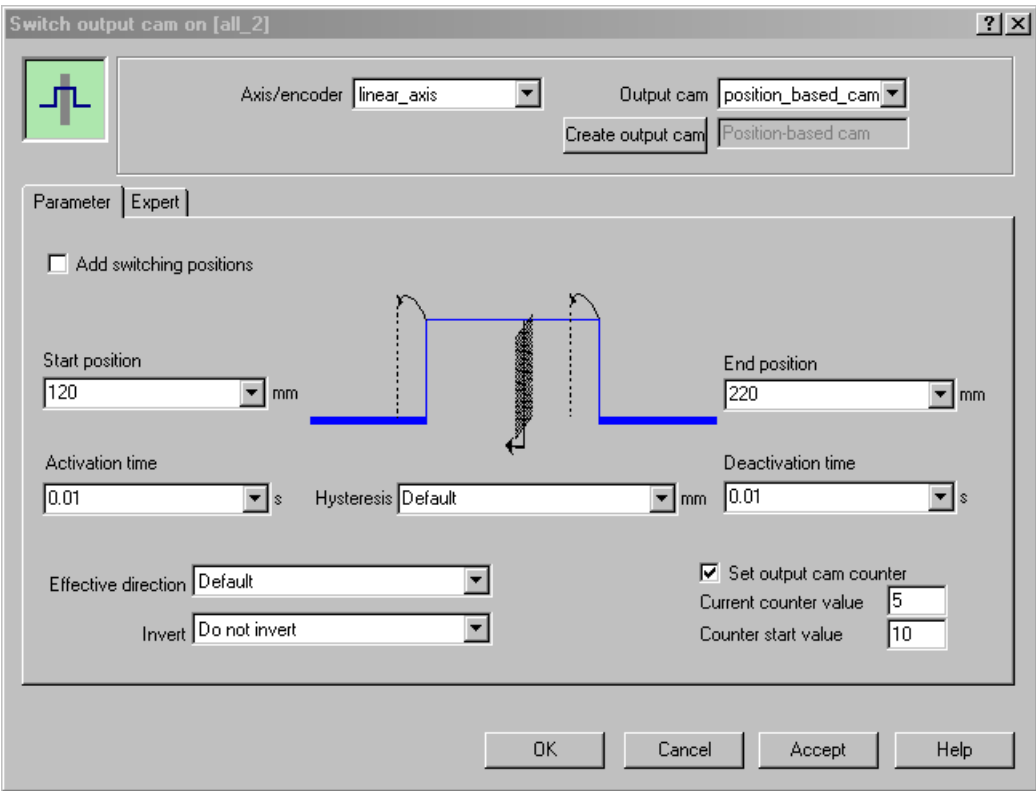 Switch output cam on [all_2]
Axis/encoder linear_axis Output cam position_based_cam
Create output cam Position-based cam
Parameter Expert
Add switching positions
Start position End position
120 mm 220 mm
Activation time Deactivation time
0.01 s Hysteresis Default mm 0.01 s
Effective direction Default Set output cam counter
Current counter value 5
Invert Do not invert Counter start value 10
OK Cancel Accept Help